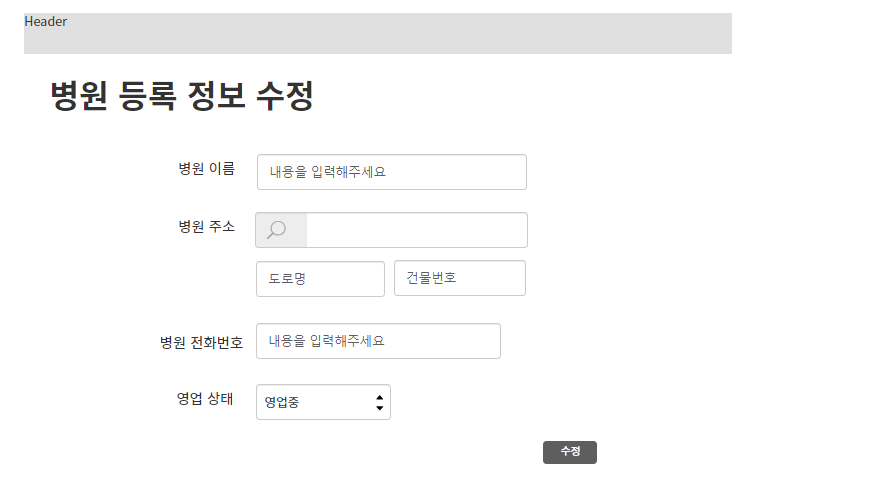 Header
병원 등록 정보 수정
병원 이름
내용을 입력해주세요
병원 주소
도로명
건물번호
병원 전화번호
내용을 입력해주세요
영업 상태
영업중
수정